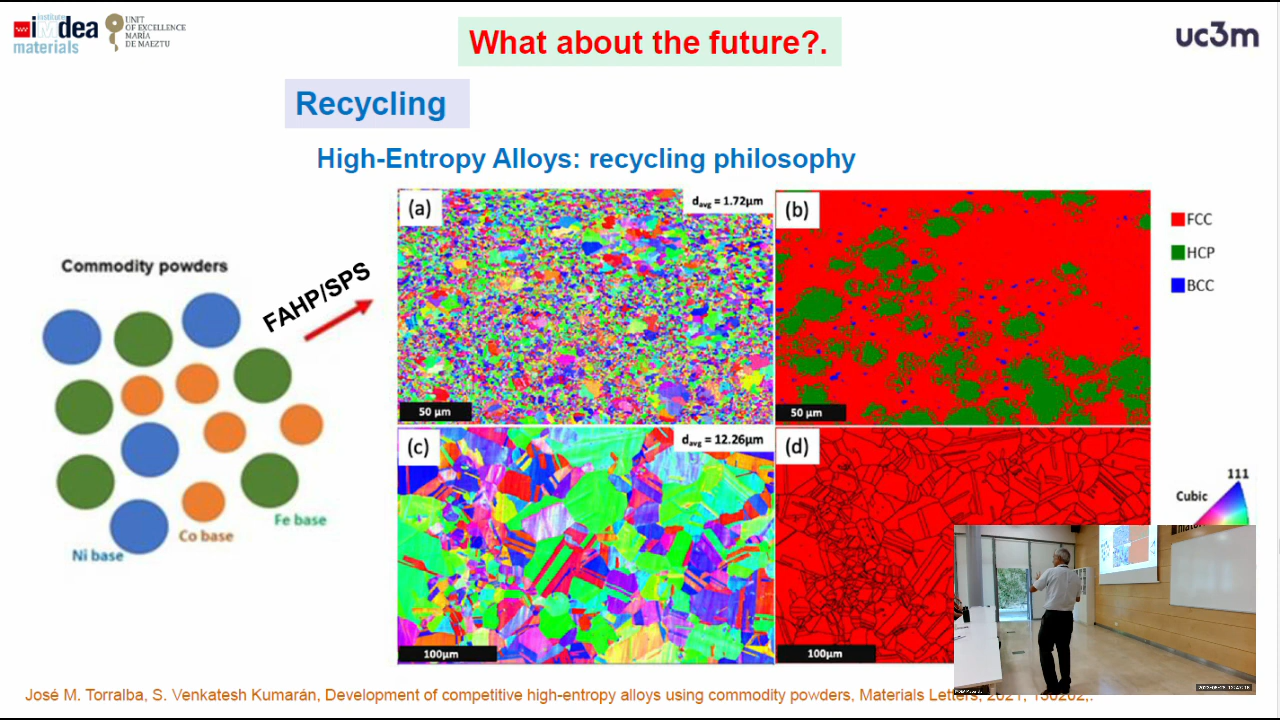 institute
iMdea
materials
UNIT
OF EXCELLENCE
MARÍA
DE MAEZTU
What about the future?.
uc3m
Recycling
High-Entropy Alloys: recycling philosophy
Commodity powders
FAHP/SPS
Ni base
Co base
Fe base
(a)
davg = 1.72µm
50 µm
(b)
50 µm
FCC
HCP
BCC
(c)
davg = 12.26µm
100µm
(d)
100µm
111
Cubic
José M. Torralba, S. Venkatesh Kumarán, Development of competitive high-entropy alloys using commodity powders, Materials Letters, 2021,